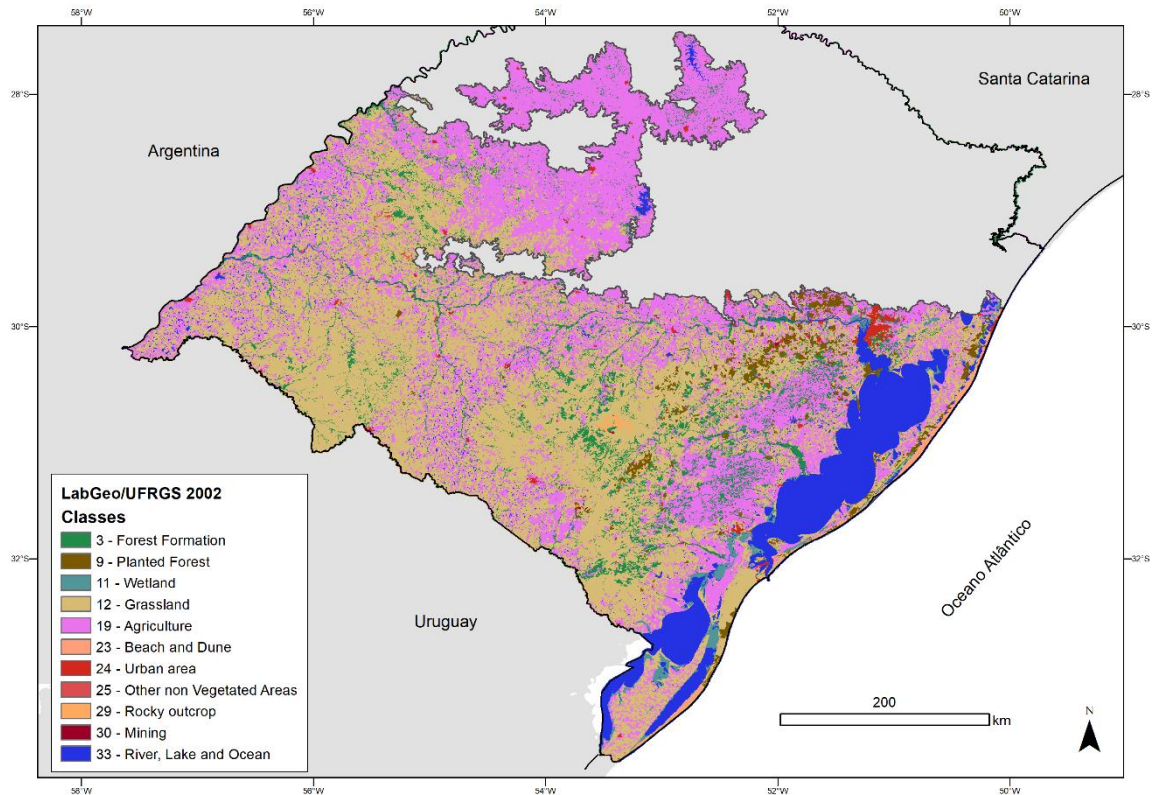 58°W
56°W
54°W
52°W
50°W
Santa Catarina
28°S
28°S
Argentina
30°S
30°S
LabGeo/UFRGS 2002
Classes
3 - Forest Formation
9 - Planted Forest
11 - Wetland
12 - Grassland
19 - Agriculture
23 - Beach and Dune
24 - Urban area
25 - Other non Vegetated Areas
29 - Rocky outcrop
30 - Mining
33 - River, Lake and Ocean
32°S
32°S
Oceano Atlântico
Uruguay
200
km
N
58°W
56°W
54°W
52°W
50°W